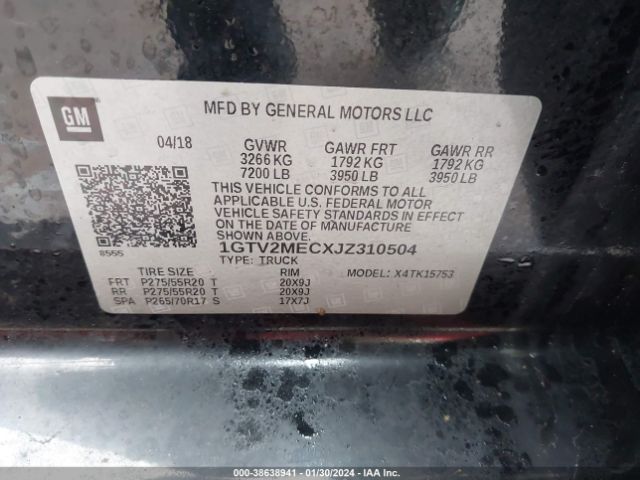 GM
MFD BY GENERAL MOTORS LLC
04/18
GVWR
3266 KG
7200 LB
GAWR FRT
1792 KG
3950 LB
GAWR RR
1792 KG
3950 LB
THIS VEHICLE CONFORMS TO ALL
APPLICABLE U.S. FEDERAL MOTOR
VEHICLE SAFETY STANDARDS IN EFFECT
ON THE DATE OF MANUFACTURE
SHOWN ABOVE.
8555
1GTV2MECXJZ310504
TYPE: TRUCK
MODEL: X4TK15753
TIRE SIZE RIM
FRT P275/55R20 T 20X9J
RR P275/55R20 T 20X9J
SPA P265/70R17 S 17X7J
000-38638941 - 01/30/2024 - IAA Inc.